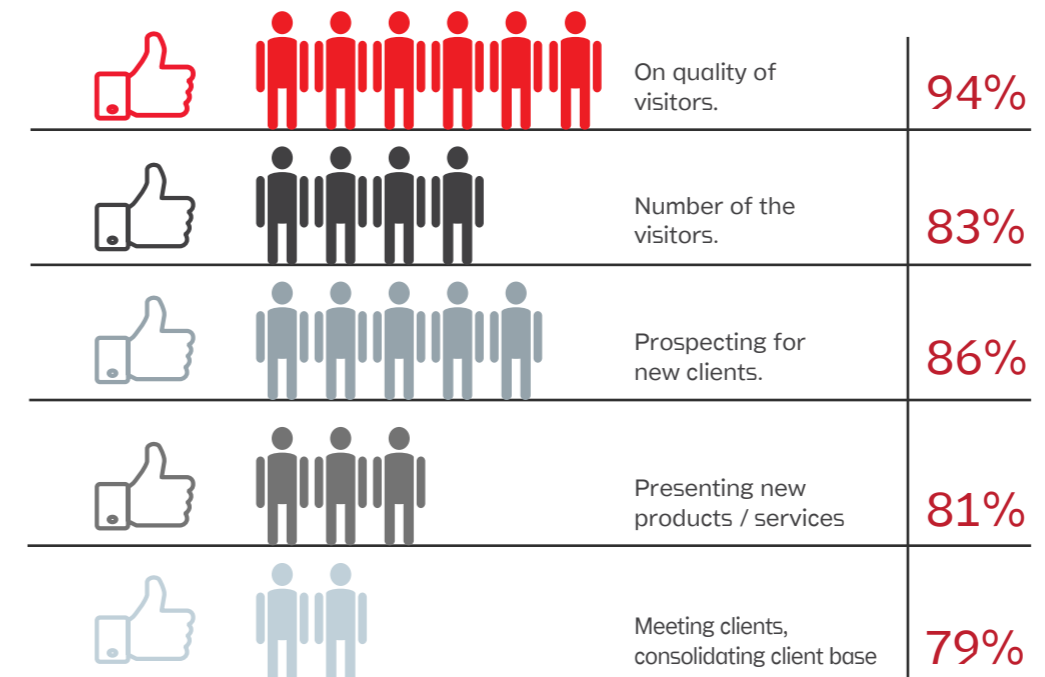 On quality of
visitors.
94%
Number of the
visitors.
83%
Prospecting for
new clients.
86%
Presenting new
products / services
81%
Meeting clients,
consolidating client base
79%